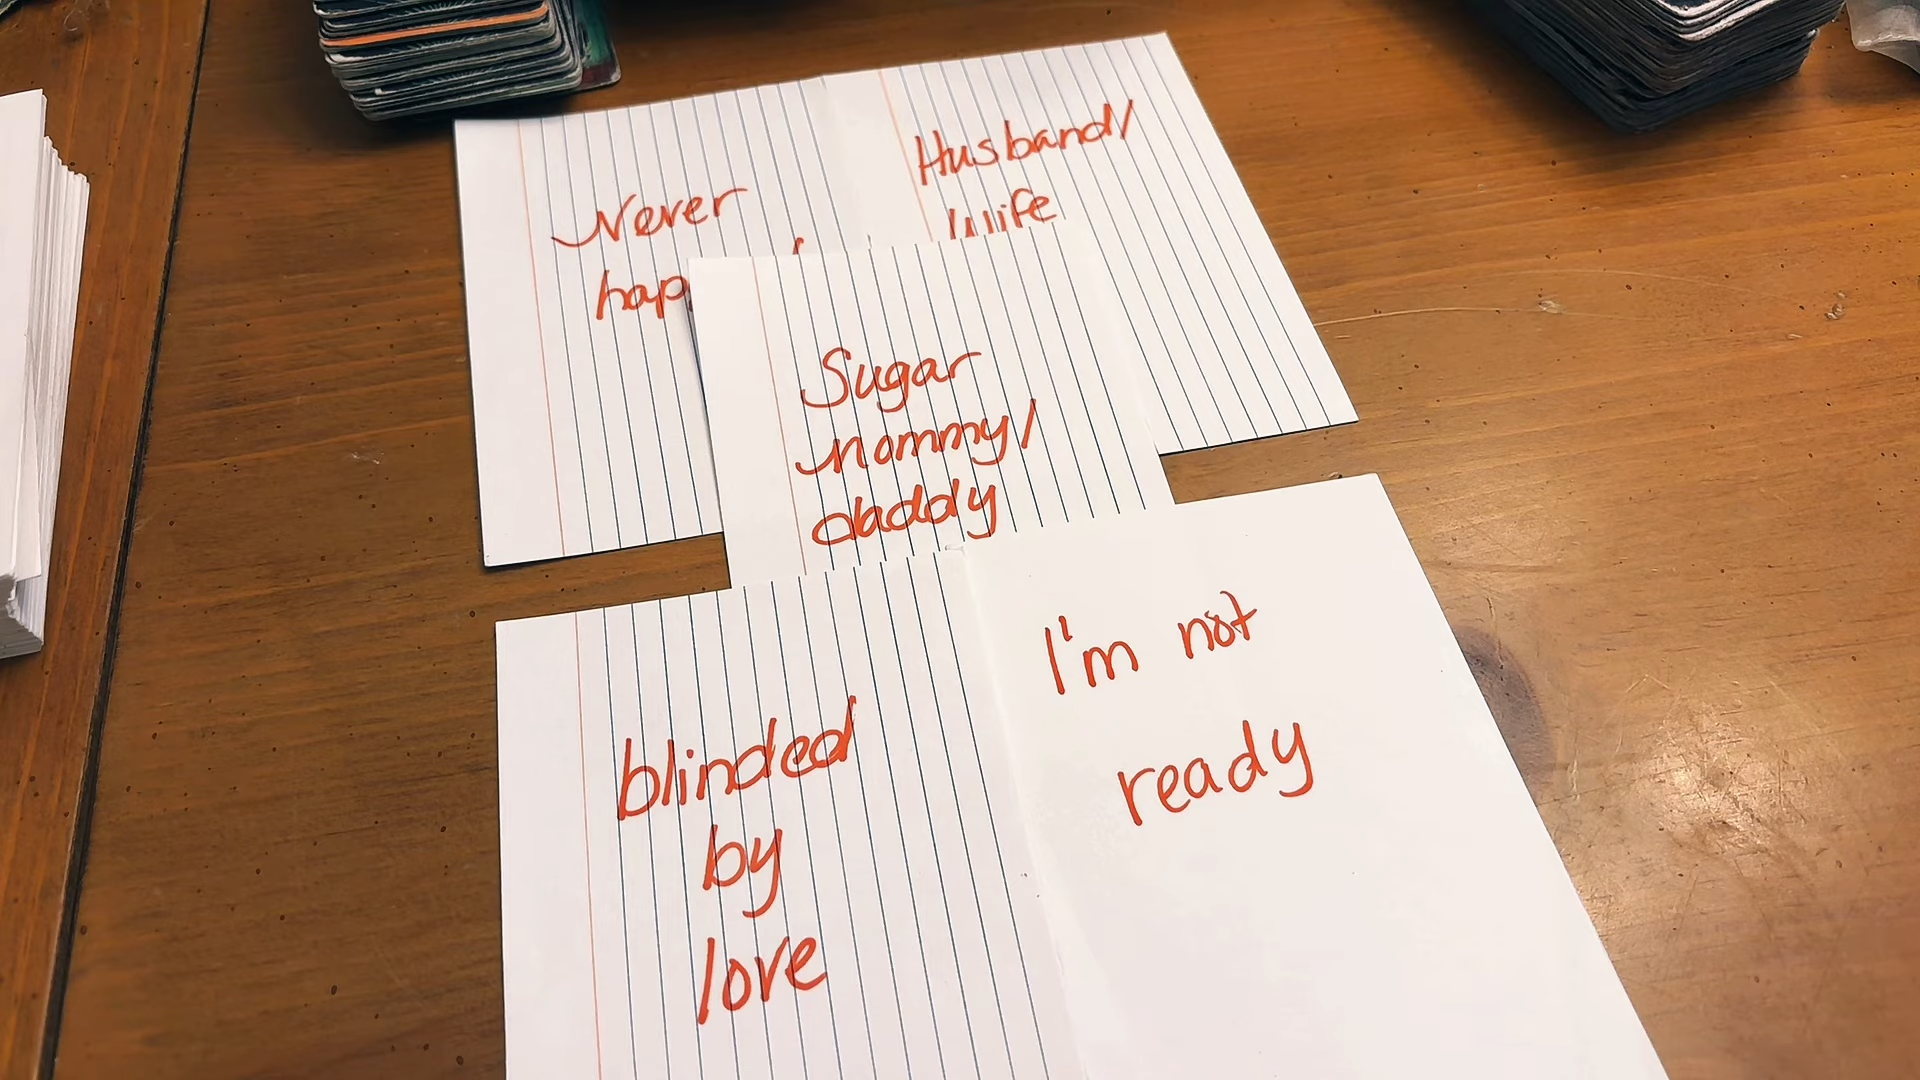 Never
Husband/
Wife
Sugar
mommy/
daddy
blinded
by
love
I'm not
ready